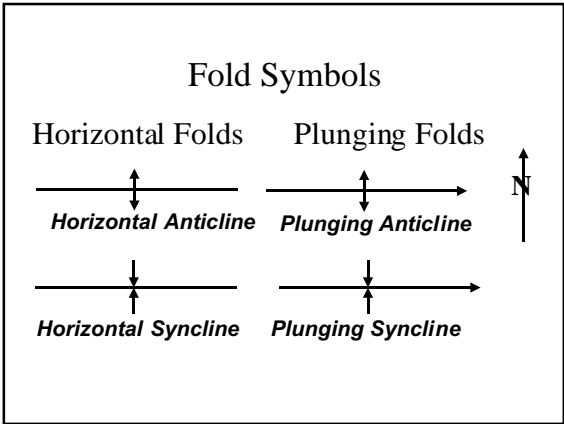 Fold Symbols
Horizontal Folds Plunging Folds
N
Horizontal Anticline Plunging Anticline
Horizontal Syncline Plunging Syncline